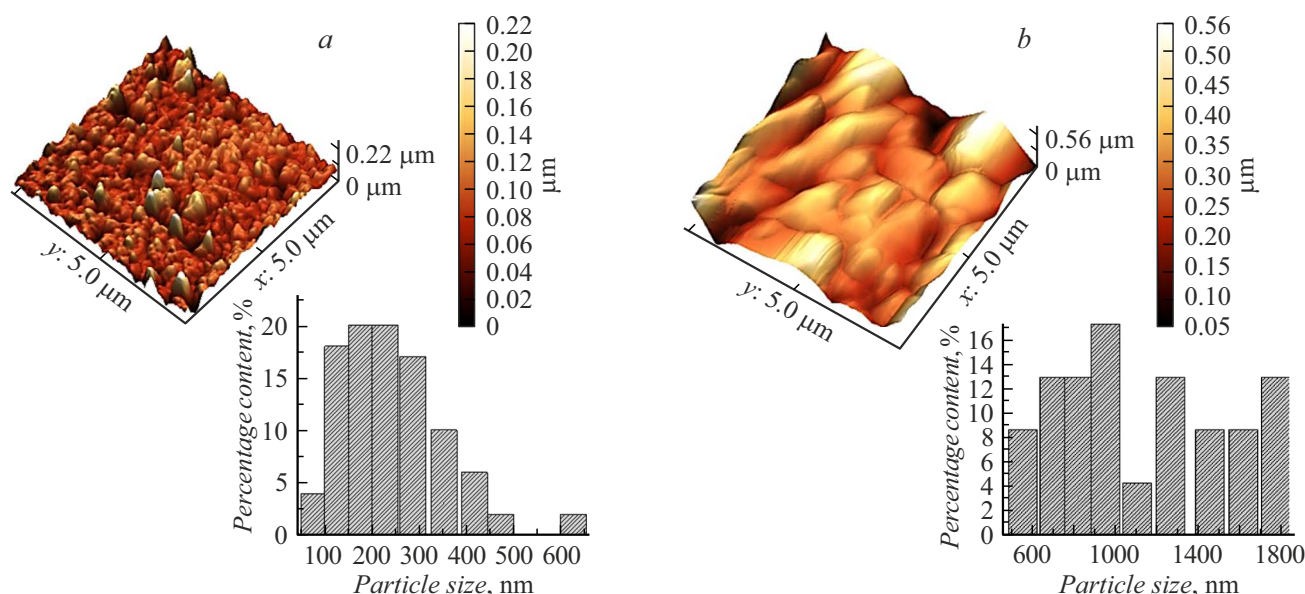 a
0.22 μm
0 μm
x: 5.0 μm
y: 5.0 μm
0.22
0.20
0.18
0.16
0.14
0.12
0.10
0.08
0.06
0.04
0.02
0
μm
Percentage content, %
20
15
10
5
0
100 200 300 400 500 600
Particle size, nm
b
0.56 μm
0 μm
x: 5.0 μm
y: 5.0 μm
0.56
0.50
0.45
0.40
0.35
0.30
0.25
0.20
0.15
0.10
0.05
μm
Percentage content, %
16
14
12
10
8
6
4
2
0
600 1000 1400 1800
Particle size, nm